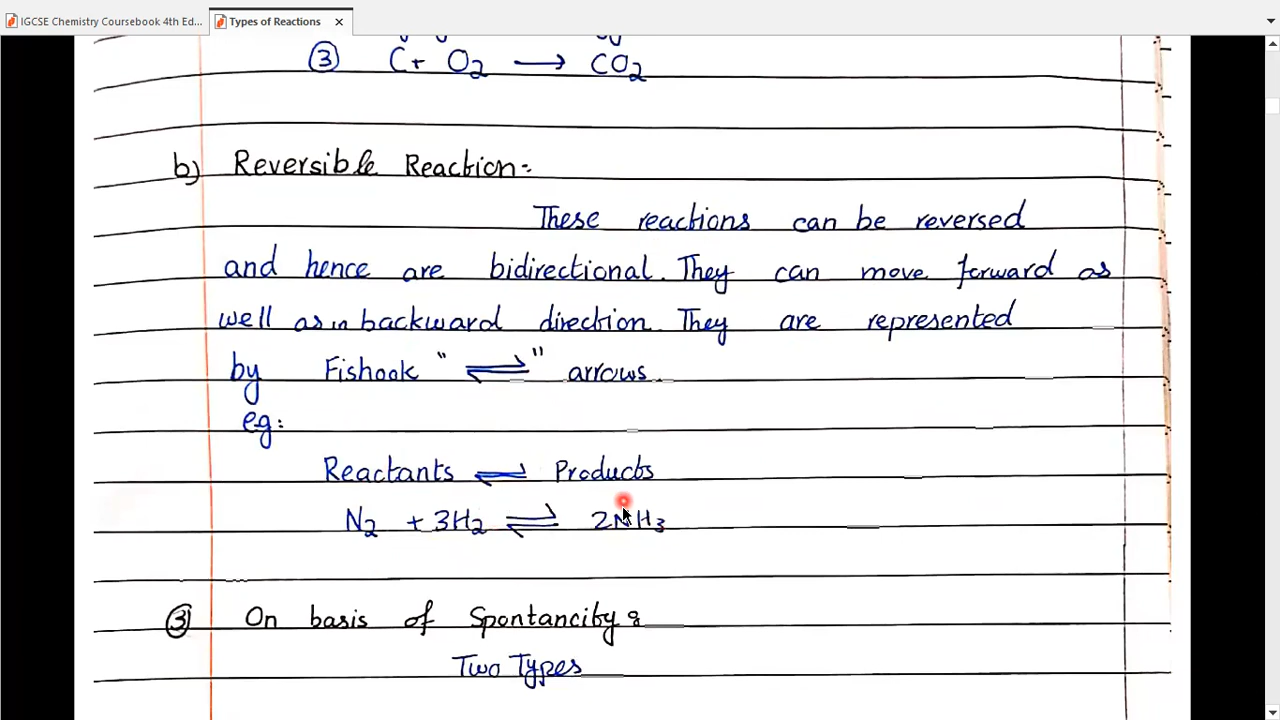 IGCSE Chemistry Coursebook 4th Ed...
Types of Reactions
③ C + O₂ ⟶ CO₂
b) Reversible Reaction:-
These reactions can be reversed
and hence are bidirectional. They can move forward as
well as in backward direction. They are represented
by Fishook "⇌" arrows.
eg:
Reactants ⇌ Products
N₂ + 3H₂ ⇌ 2NH₃
③ On basis of Spontancity:
Two Types